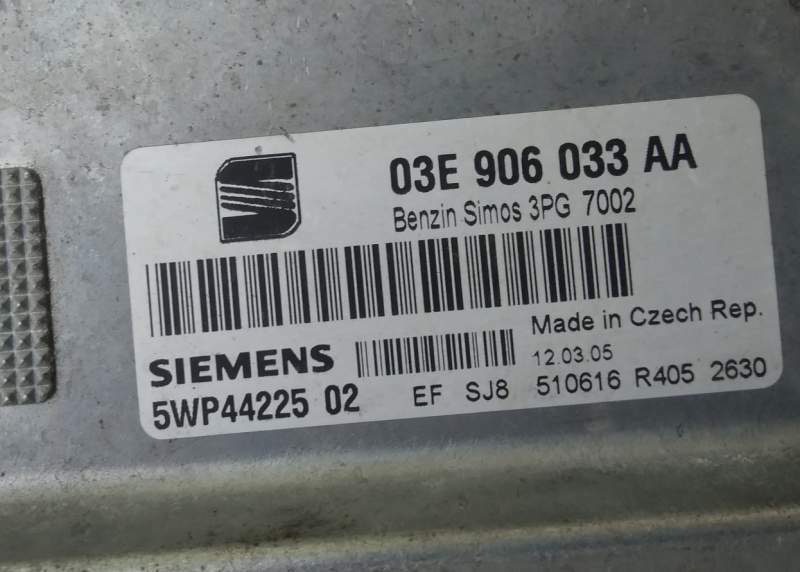 03E 906 033 AA
Benzin Simos 3PG 7002
Made in Czech Rep.
SIEMENS
12.03.05
5WP44225 02
EF SJ8 510616 R405 2630